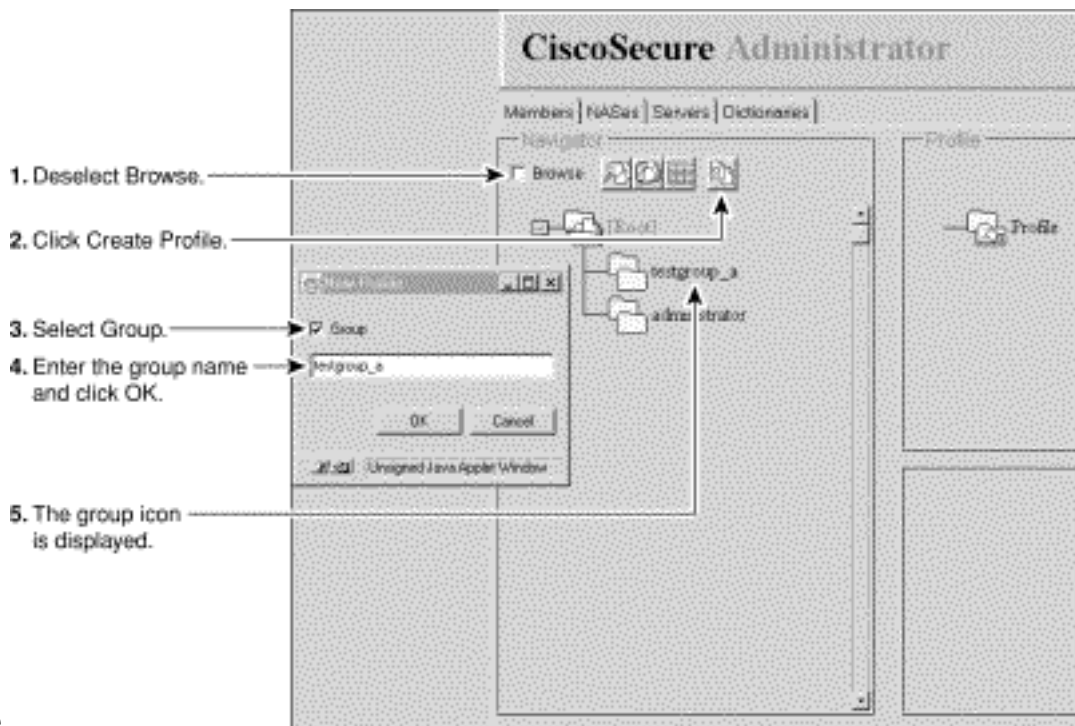 CiscoSecure Administrator
Members NASes Servers Dictionaries
Navigator
Profile
1. Deselect Browse.
Browse
2. Click Create Profile.
[Root]
Profile
testgroup_a
administrator
3. Select Group.
Group
4. Enter the group name
and click OK.
testgroup_a
OK Cancel
Unsigned Java Applet Window
5. The group icon
is displayed.